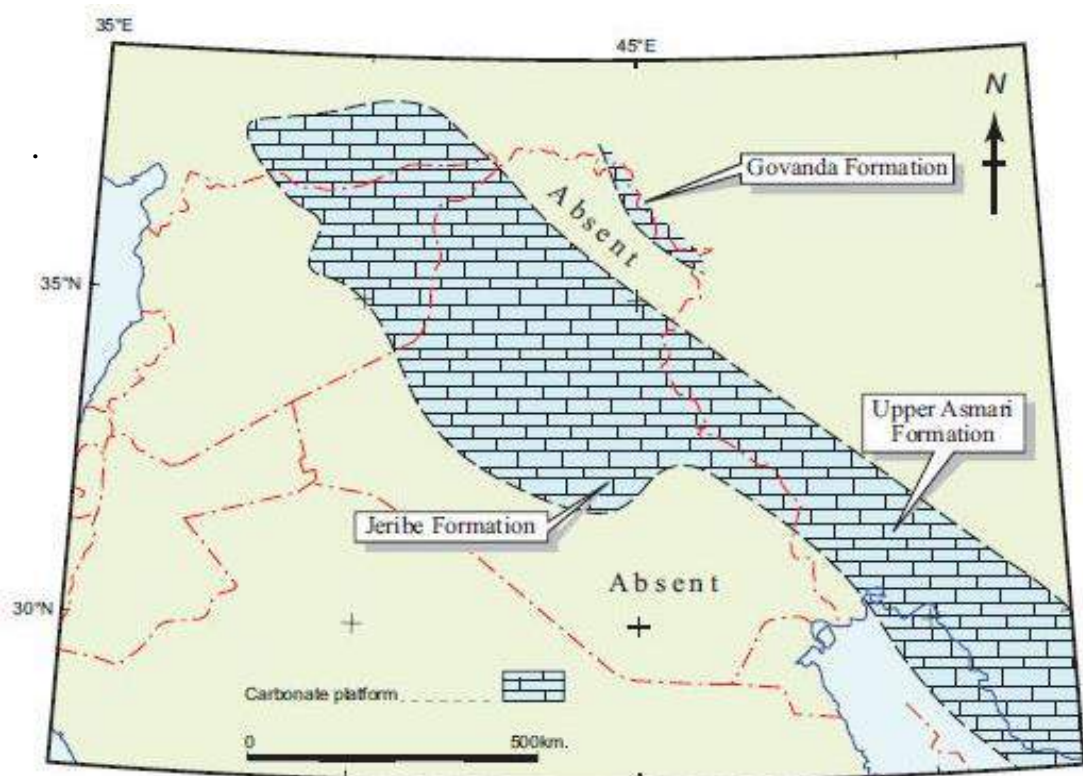 35°E
45°E
N
Govanda Formation
Absent
35°N
Upper Asmari
Formation
Jeribe Formation
Absent
30°N
Carbonate platform
0 500km.